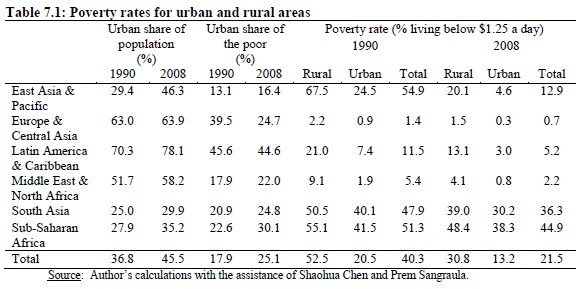 Table 7.1: Poverty rates for urban and rural areas
Urban share of Urban share of Poverty rate (% living below $1.25 a day)
population the poor 1990 2008
(%) (%)
1990 2008 1990 2008 Rural Urban Total Rural Urban Total
East Asia & 29.4 46.3 13.1 16.4 67.5 24.5 54.9 20.1 4.6 12.9
Pacific
Europe & 63.0 63.9 39.5 24.7 2.2 0.9 1.4 1.5 0.3 0.7
Central Asia
Latin America 70.3 78.1 45.6 44.6 21.0 7.4 11.5 13.1 3.0 5.2
& Caribbean
Middle East & 51.7 58.2 17.9 22.0 9.1 1.9 5.4 4.1 0.8 2.2
North Africa
South Asia 25.0 29.9 20.9 24.8 50.5 40.1 47.9 39.0 30.2 36.3
Sub-Saharan 27.9 35.2 22.6 30.1 55.1 41.5 51.3 48.4 38.3 44.9
Africa
Total 36.8 45.5 17.9 25.1 52.5 20.5 40.3 30.8 13.2 21.5
Source: Author's calculations with the assistance of Shaohua Chen and Prem Sangraula.